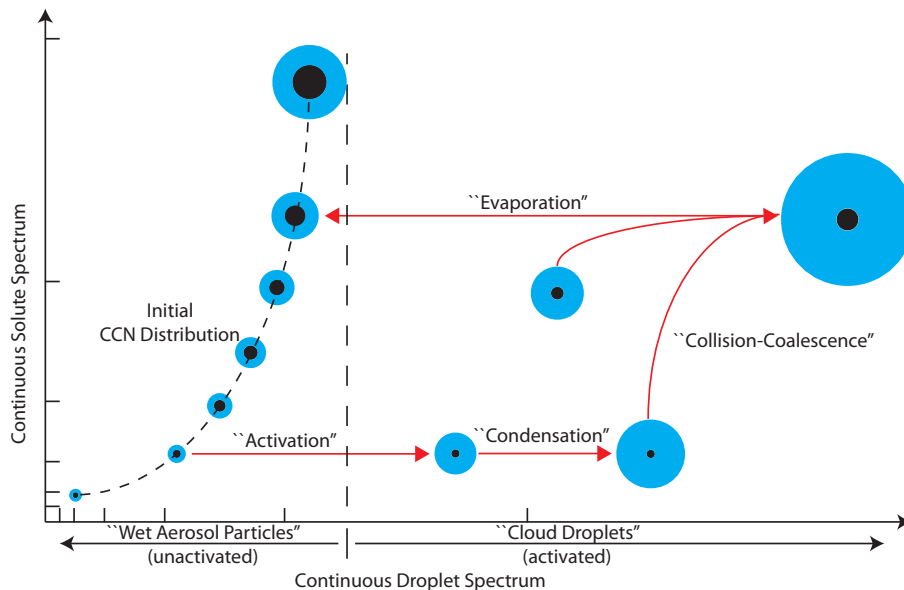 Continuous Solute Spectrum
``Evaporation”
Initial
CCN Distribution
``Collision-Coalescence”
``Activation”
``Condensation”
``Wet Aerosol Particles”
(unactivated)
``Cloud Droplets”
(activated)
Continuous Droplet Spectrum